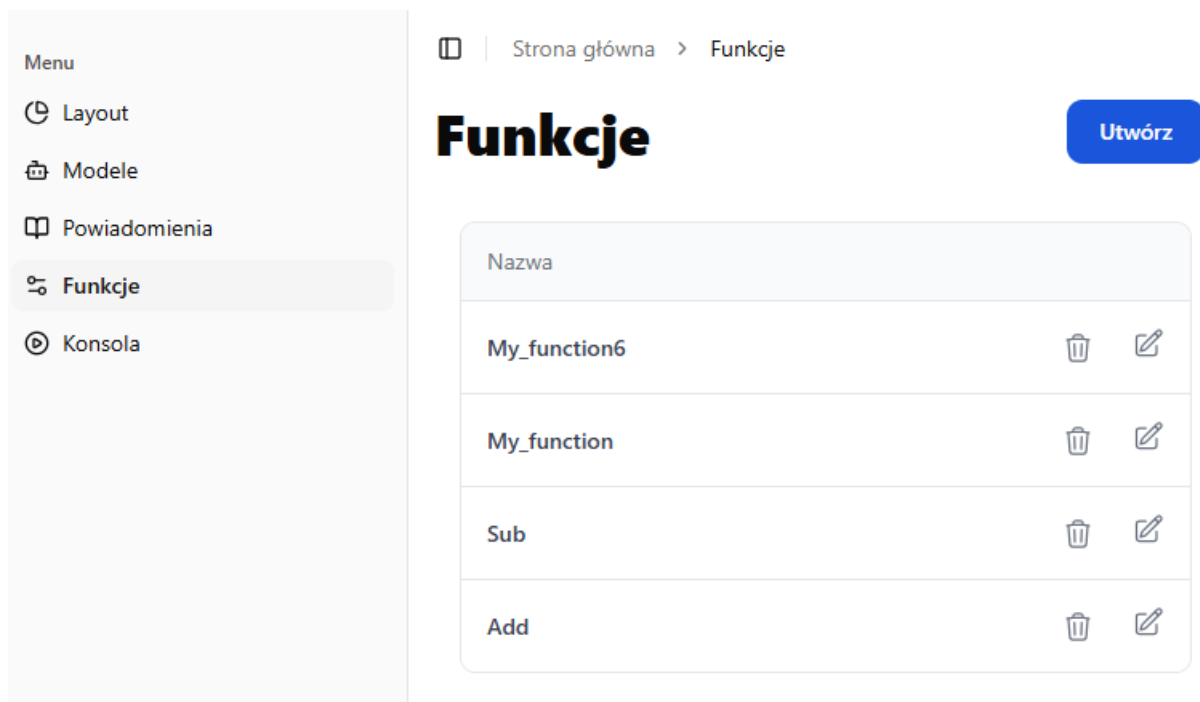 Menu
Layout
Modele
Powiadomienia
Funkcje
Konsola
Strona główna > Funkcje
Funkcje
Utwórz
Nazwa
My_function6
My_function
Sub
Add